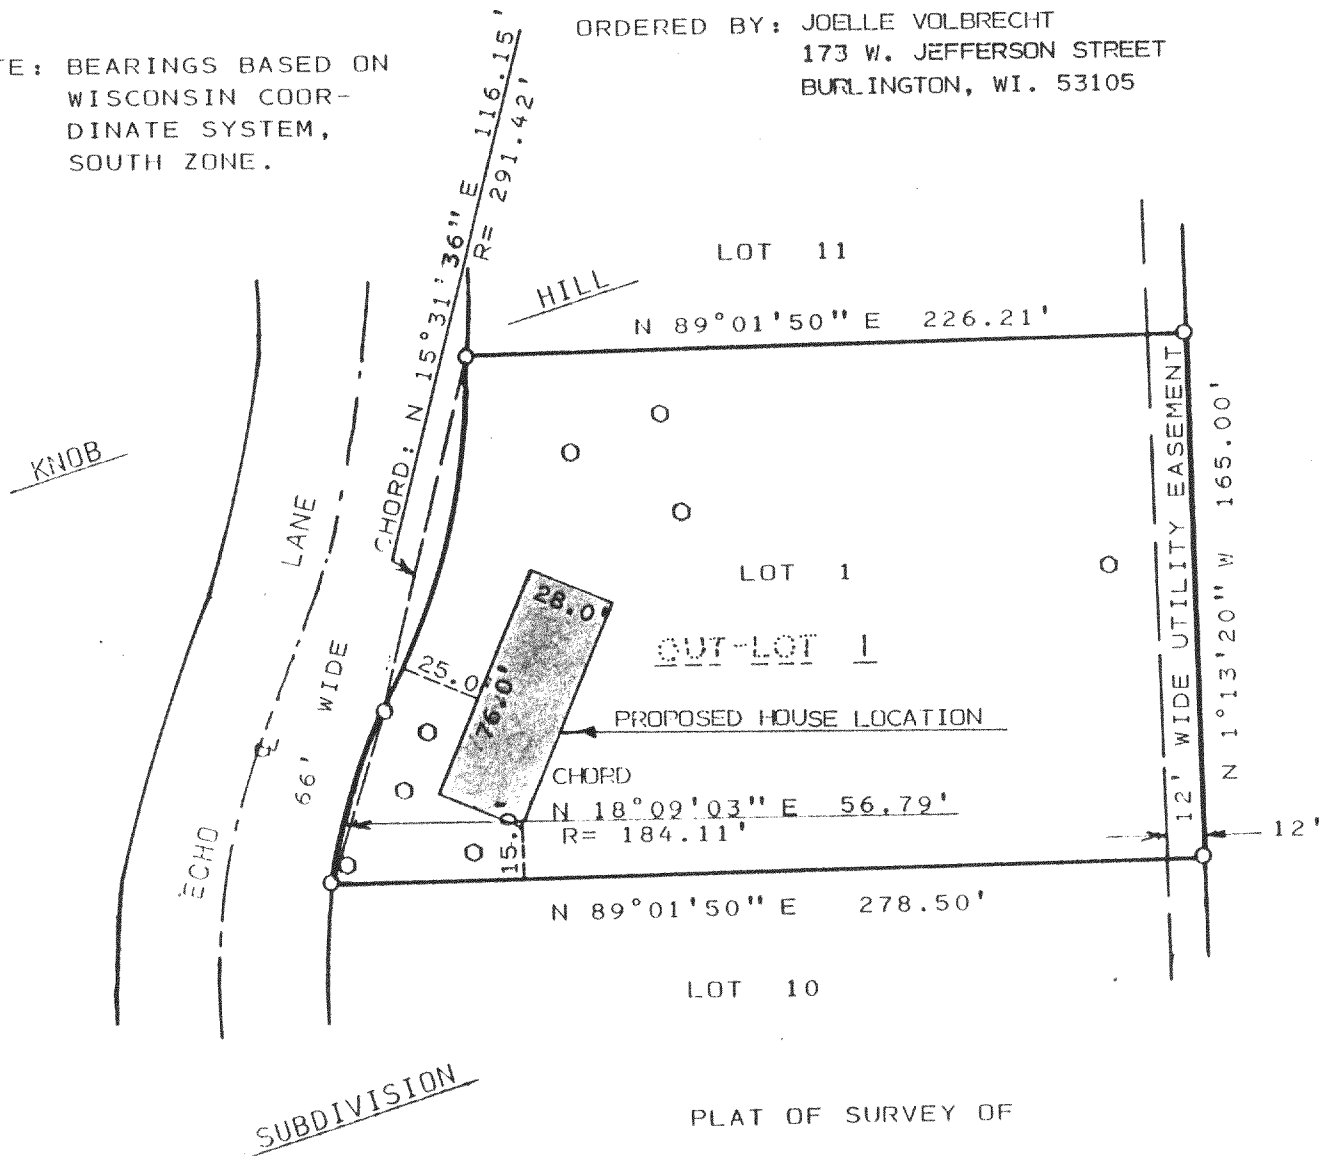 ORDERED BY: JOELLE VOLBRECHT
173 W. JEFFERSON STREET
BURLINGTON, WI. 53105
TE: BEARINGS BASED ON
WISCONSIN COOR-
DINATE SYSTEM,
SOUTH ZONE.
CHORD: N 15°31'36" E 116.15'
R= 291.42'
LOT 11
HILL
N 89°01'50" E 226.21'
KNOB
LANE
12' WIDE UTILITY EASEMENT
N 1°13'20" W 165.00'
LOT 1
28.0'
OUT-LOT 1
25.0'
76.0'
WIDE
66'
PROPOSED HOUSE LOCATION
CHORD
N 18°09'03" E 56.79'
R= 184.11'
15.0'
12'
ECHO
N 89°01'50" E 278.50'
LOT 10
SUBDIVISION
PLAT OF SURVEY OF